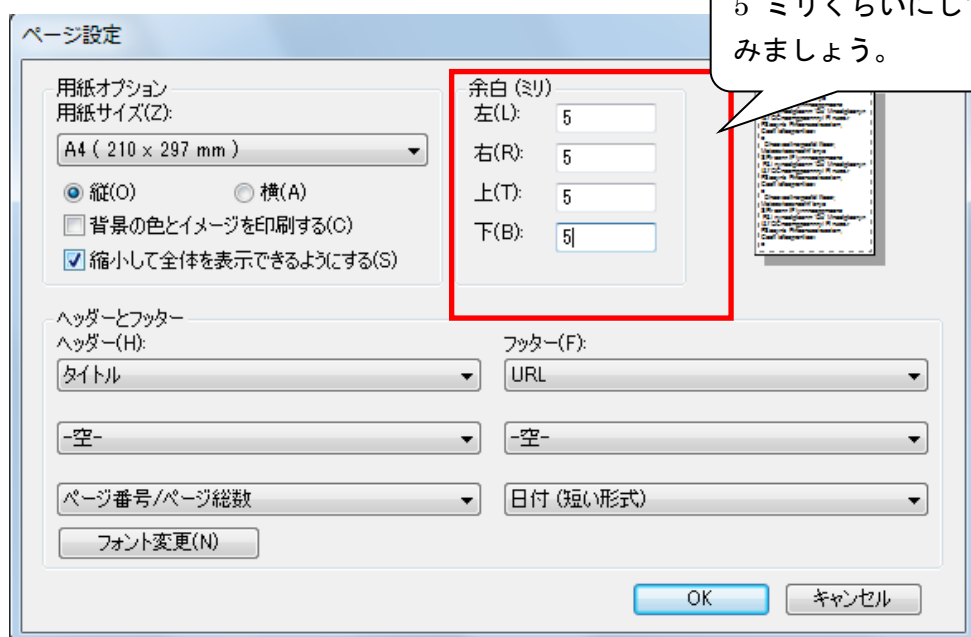 5 ミリくらいにして
みましょう。
ページ設定
用紙オプション
用紙サイズ(Z):
A4 ( 210 x 297 mm )
縦(O)
横(A)
背景の色とイメージを印刷する(C)
縮小して全体を表示できるようにする(S)
余白 (ミリ)
左(L): 5
右(R): 5
上(T): 5
下(B): 5
ヘッダーとフッター
ヘッダー(H):
タイトル
-空-
ページ番号/ページ総数
フォント変更(N)
フッター(F):
URL
-空-
日付 (短い形式)
OK
キャンセル